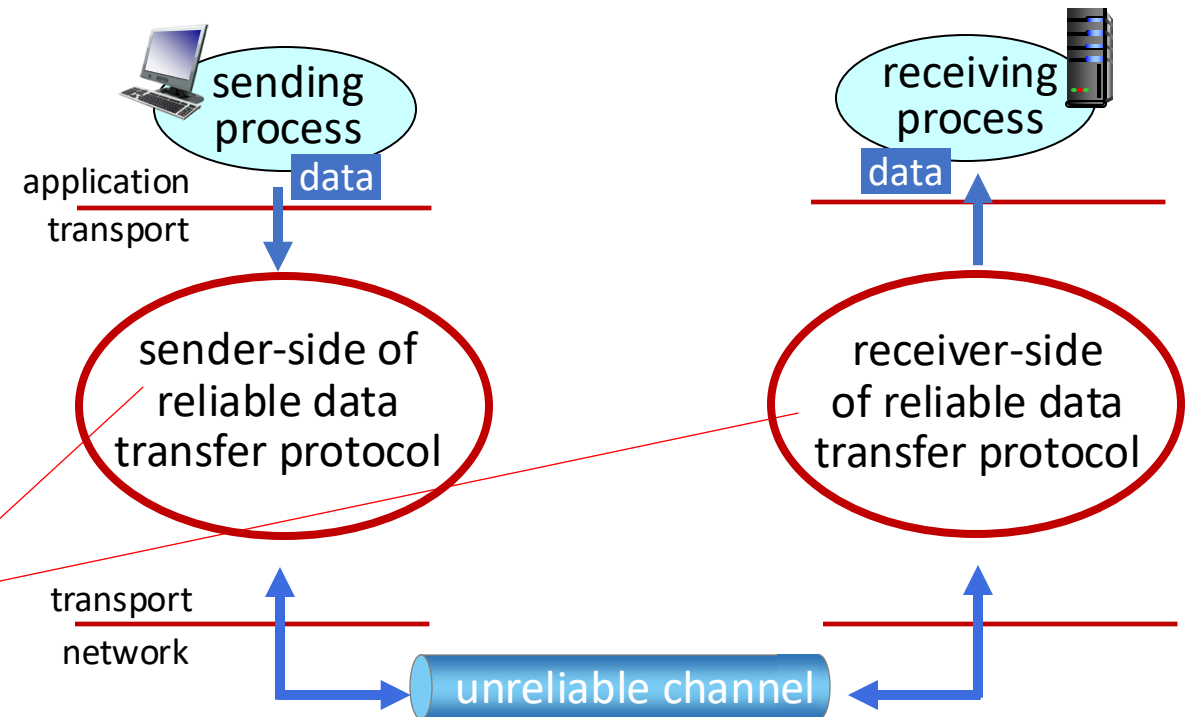 sending
process
data
application
transport
receiving
process
data
sender-side of
reliable data
transfer protocol
receiver-side
of reliable data
transfer protocol
transport
network
unreliable channel